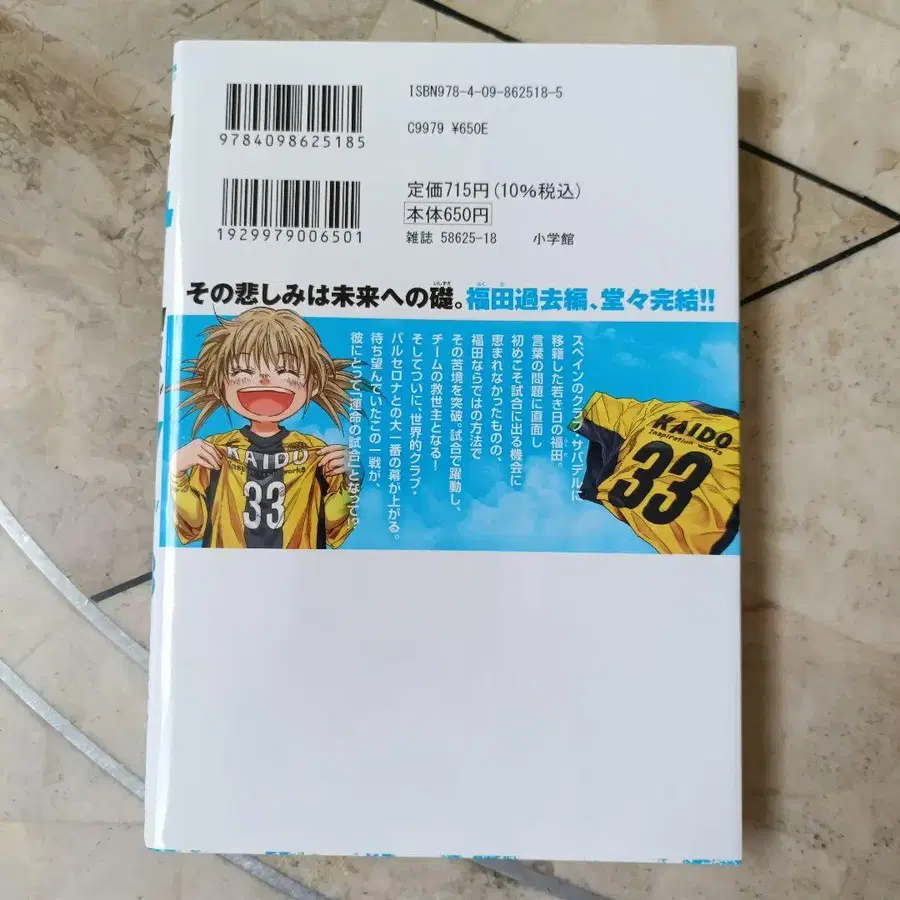 ISBN978-4-09-862518-5
9784098625185
C9979 ¥650E
1929979006501
定価715円(10%税込)
本体650円
雑誌 58625-18 小学館
その悲しみは未来への礎。福田過去編、堂々完結!!
スペインのクラブ・サバデルに
移籍した若き日の福田。
言葉の問題に直面し
初めこそ試合に出る機会に
恵まれなかったものの、
福田ならではの方法で
その苦境を突破。試合で躍動し、
チームの救世主となる!
そしてついに、世界的クラブ・
バルセロナとの大一番の幕が上がる。
待ち望んでいたこの一戦が、
彼にとって「運命の試合」となって!?
KAIDO
Inspiration works
33
KAIDO
Inspiration works
33